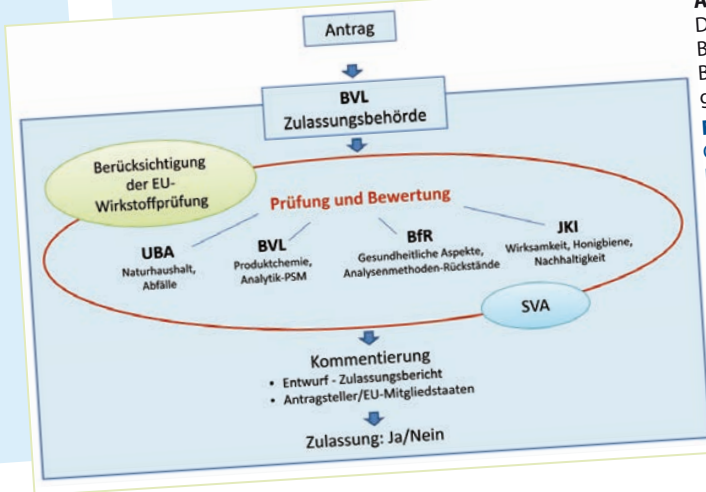 Antrag
BVL
Zulassungsbehörde
Berücksichtigung
der EU-
Wirkstoffprüfung
Prüfung und Bewertung
UBA
Naturhaushalt,
Abfälle
BVL
Produktchemie,
Analytik-PSM
BfR
Gesundheitliche Aspekte,
Analysenmethoden-Rückstände
JKI
Wirksamkeit, Honigbiene,
Nachhaltigkeit
SVA
Kommentierung
• Entwurf - Zulassungsbericht
• Antragsteller/EU-Mitgliedstaaten
Zulassung: Ja/Nein